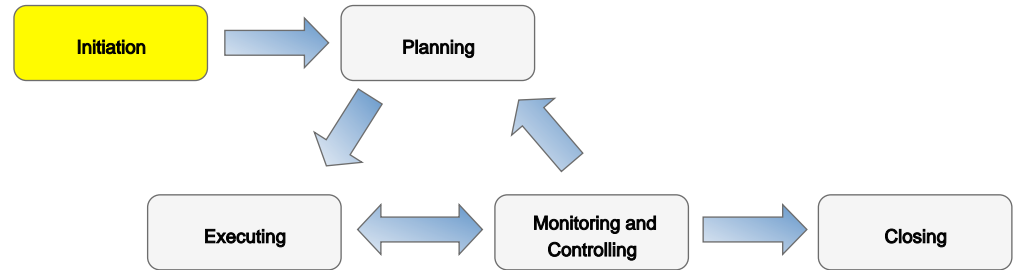 Initiation
Planning
Executing
Monitoring and
Controlling
Closing